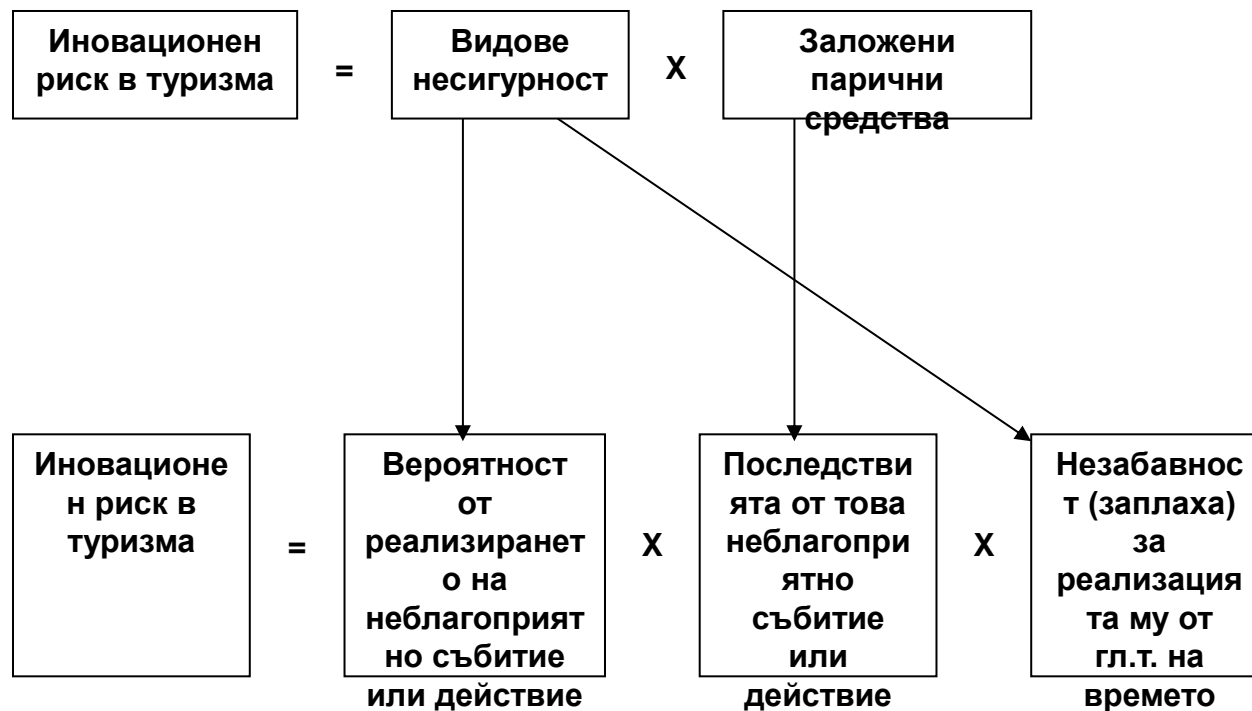 Иновационен
риск в туризма
=
Видове
несигурност
X
Заложени
парични
средства
Иновационе
н риск в
туризма
=
Вероятност
от
реализиранет
о на
неблагоприят
но събитие
или действие
X
Последстви
ята от това
неблагопри
ятно
събитие
или
действие
X
Незабавнос
т (заплаха)
за
реализация
та му от
гл.т. на
времето